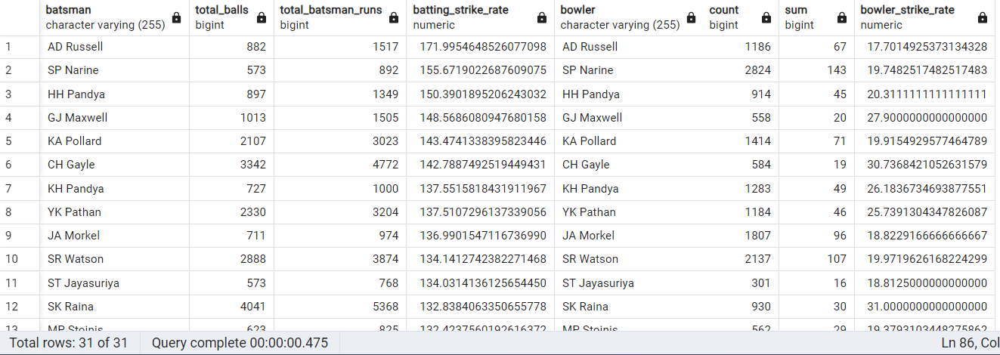 batsman total_balls total_batsman_runs batting_strike_rate bowler count sum bowler_strike_rate
character varying (255) bigint bigint numeric character varying (255) bigint bigint numeric
1 AD Russell 882 1517 171.9954648526077098 AD Russell 1186 67 17.7014925373134328
2 SP Narine 573 892 155.6719022687609075 SP Narine 2824 143 19.7482517482517483
3 HH Pandya 897 1349 150.3901895206243032 HH Pandya 914 45 20.3111111111111111
4 GJ Maxwell 1013 1505 148.5686080947680158 GJ Maxwell 558 20 27.9000000000000000
5 KA Pollard 2107 3023 143.4741338395823446 KA Pollard 1414 71 19.9154929577464789
6 CH Gayle 3342 4772 142.7887492519449431 CH Gayle 584 19 30.7368421052631579
7 KH Pandya 727 1000 137.5515818431911967 KH Pandya 1283 49 26.1836734693877551
8 YK Pathan 2330 3204 137.5107296137339056 YK Pathan 1184 46 25.7391304347826087
9 JA Morkel 711 974 136.9901547116736990 JA Morkel 1807 96 18.8229166666666667
10 SR Watson 2888 3874 134.1412742382271468 SR Watson 2137 107 19.9719626168224299
11 ST Jayasuriya 573 768 134.0314136125654450 ST Jayasuriya 301 16 18.8125000000000000
12 SK Raina 4041 5368 132.8384063350655778 SK Raina 930 30 31.0000000000000000
13 MP Stoinis 623 825 132.4237560192616372 MP Stoinis 562 29 19.3793103448275862
Total rows: 31 of 31 Query complete 00:00:00.475 Ln 86, Col